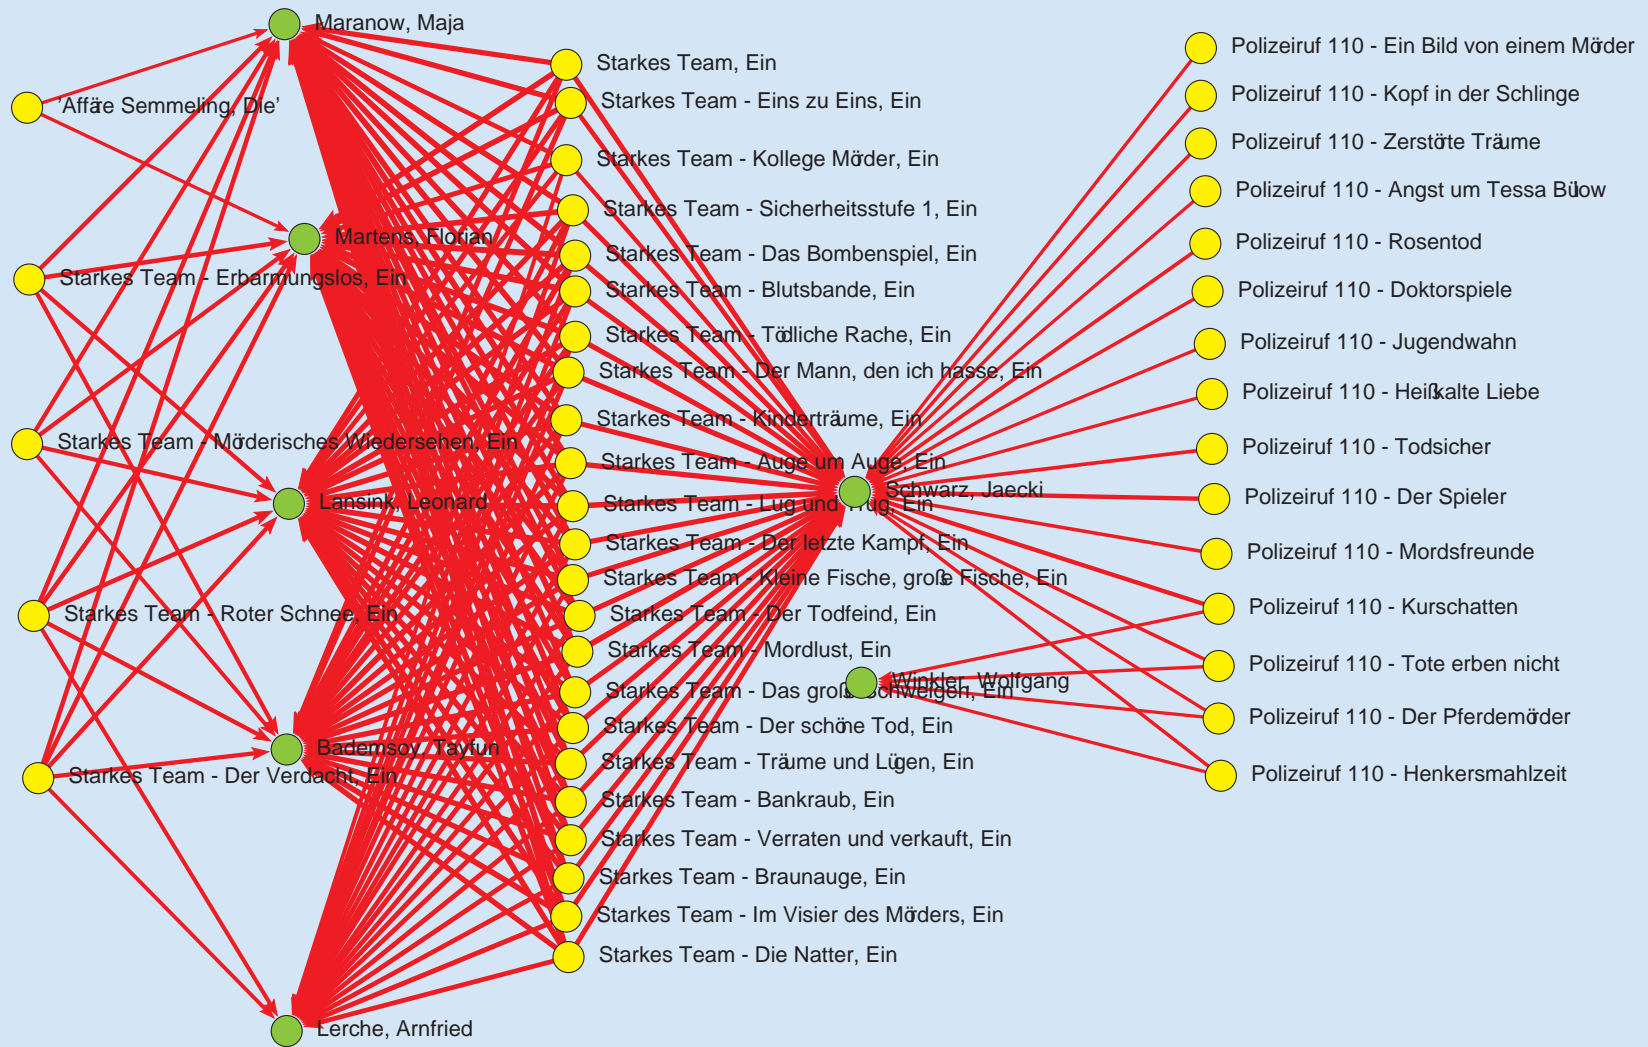 Maranow, Maja
'Affäre Semmeling, Die'
Martens, Florian
Starkes Team - Erbarmungslos, Ein
Starkes Team - Mörderisches Wiedersehen, Ein
Lansink, Leonard
Starkes Team - Roter Schnee, Ein
Bademsoy, Tayfun
Starkes Team - Der Verdacht, Ein
Lerche, Arnfried
Starkes Team, Ein
Starkes Team - Eins zu Eins, Ein
Starkes Team - Kollege Mörder, Ein
Starkes Team - Sicherheitsstufe 1, Ein
Starkes Team - Das Bombenspiel, Ein
Starkes Team - Blutsbande, Ein
Starkes Team - Tödliche Rache, Ein
Starkes Team - Der Mann, den ich hasse, Ein
Starkes Team - Kinderträume, Ein
Starkes Team - Auge um Auge, Ein
Starkes Team - Lug und Trug, Ein
Starkes Team - Der letzte Kampf, Ein
Starkes Team - Kleine Fische, große Fische, Ein
Starkes Team - Der Todfeind, Ein
Starkes Team - Mordlust, Ein
Starkes Team - Das große Schweigen, Ein
Starkes Team - Der schöne Tod, Ein
Starkes Team - Träume und Lügen, Ein
Starkes Team - Bankraub, Ein
Starkes Team - Verraten und verkauft, Ein
Starkes Team - Braunauge, Ein
Starkes Team - Im Visier des Mörders, Ein
Starkes Team - Die Natter, Ein
Schwarz, Jaecki
Winkler, Wolfgang
Polizeiruf 110 - Ein Bild von einem Mörder
Polizeiruf 110 - Kopf in der Schlinge
Polizeiruf 110 - Zerstörte Träume
Polizeiruf 110 - Angst um Tessa Bülow
Polizeiruf 110 - Rosentod
Polizeiruf 110 - Doktorspiele
Polizeiruf 110 - Jugendwahn
Polizeiruf 110 - Heißkalte Liebe
Polizeiruf 110 - Todsicher
Polizeiruf 110 - Der Spieler
Polizeiruf 110 - Mordsfreunde
Polizeiruf 110 - Kurschatten
Polizeiruf 110 - Tote erben nicht
Polizeiruf 110 - Der Pferdemörder
Polizeiruf 110 - Henkersmahlzeit